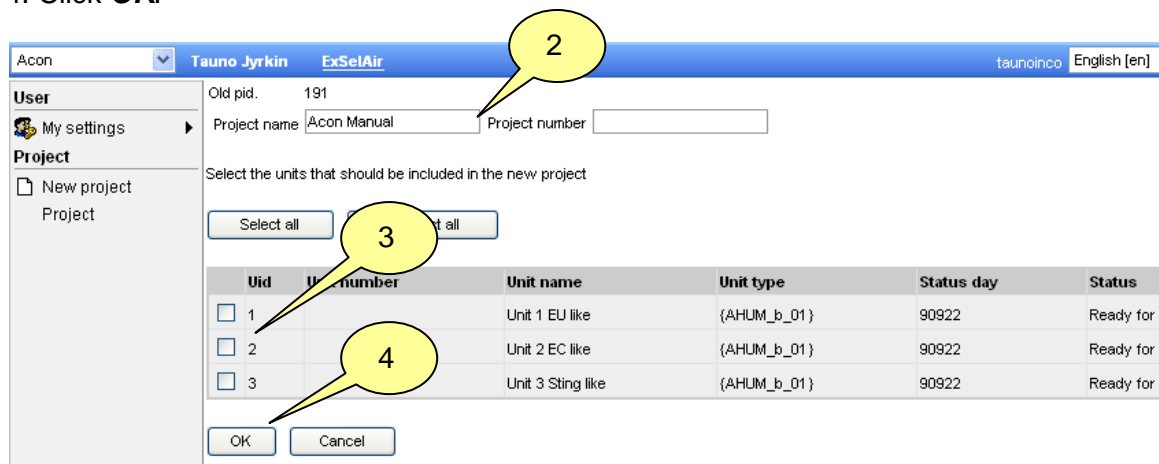 Click OK.
2
Acon Tauno Jyrkin ExSelAir taunoinco English [en]
User Old pid. 191
My settings Project name Acon Manual Project number
Project
Select the units that should be included in the new project
New project
Project Select all t all
3
Uid number Unit name Unit type Status day Status
1 Unit 1 EU like {AHUM_b_01} 90922 Ready for
2 Unit 2 EC like {AHUM_b_01} 90922 Ready for
4
3 Unit 3 Sting like {AHUM_b_01} 90922 Ready for
OK Cancel